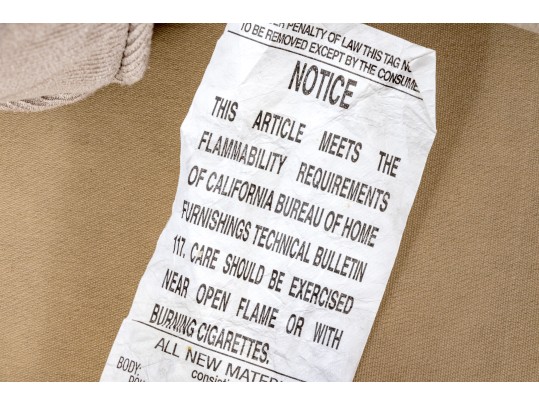 PENALTY OF LAW THIS TAG
TO BE REMOVED EXCEPT BY THE CONSUME
NOTICE
THIS ARTICLE MEETS THE
FLAMMABILITY REQUIREMENTS
OF CALIFORNIA BUREAU OF HOME
FURNISHINGS TECHNICAL BULLETIN
117. CARE SHOULD BE EXERCISED
NEAR OPEN FLAME OR WITH
BURNING CIGARETTES.
ALL NEW MATER
consisti
BODY: